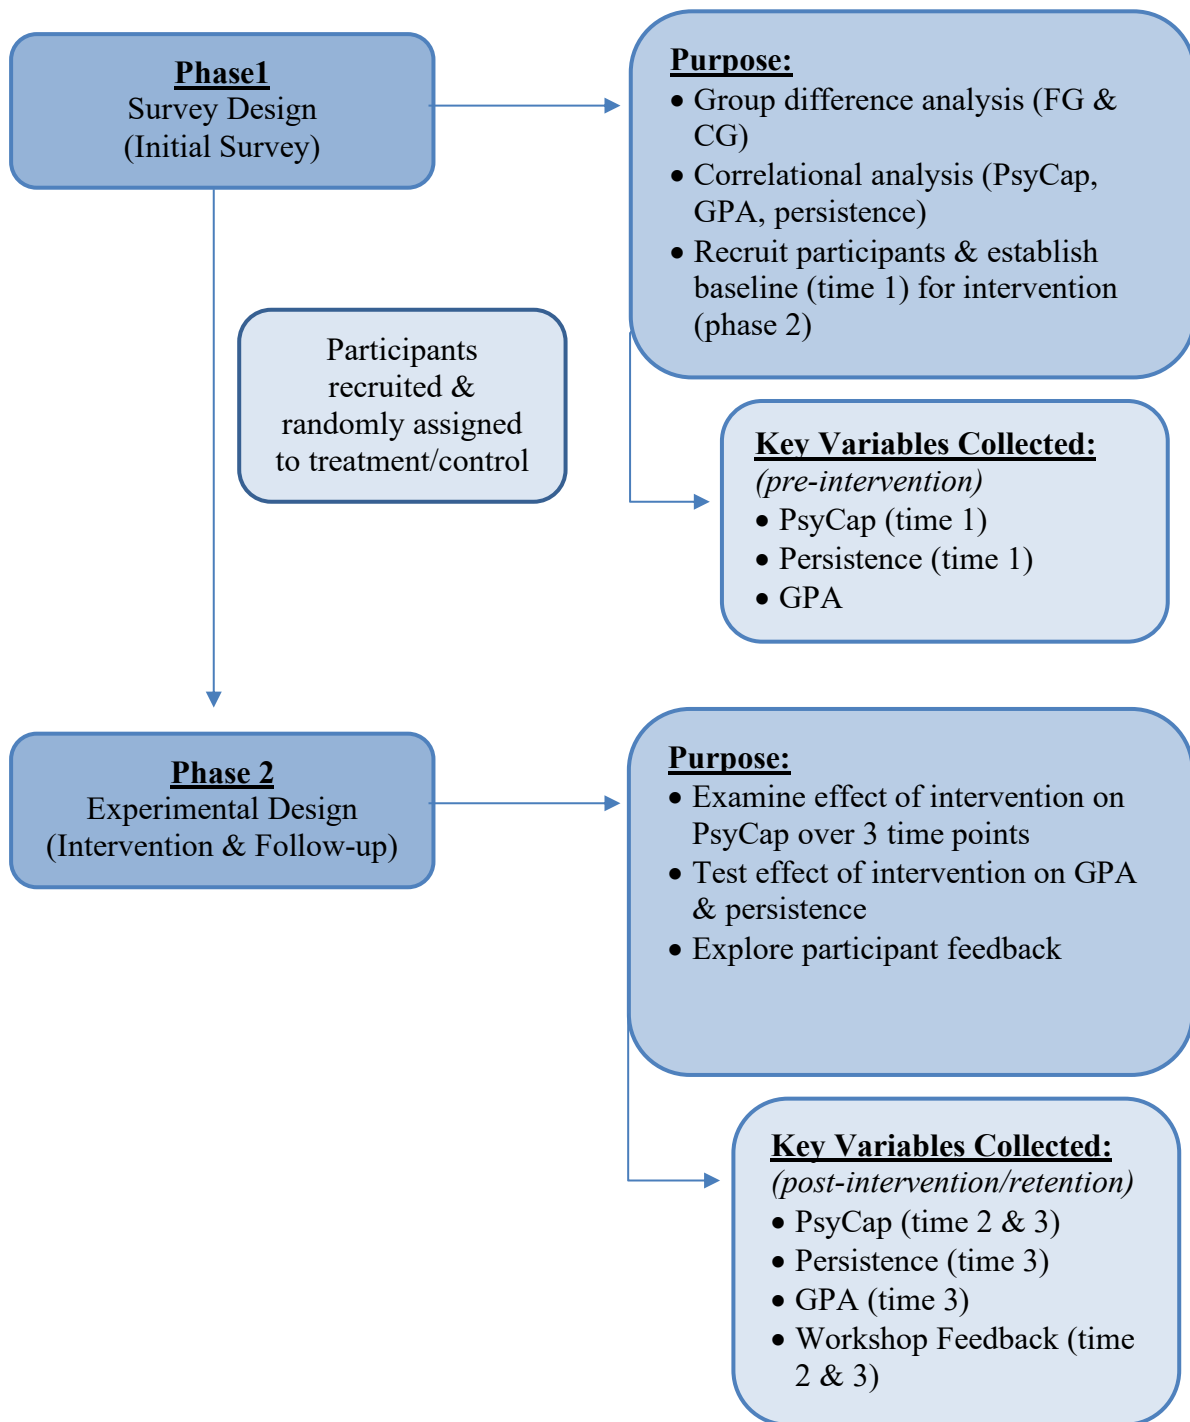 Phase1
Survey Design
(Initial Survey)
Purpose:
• Group difference analysis (FG &
CG)
• Correlational analysis (PsyCap,
GPA, persistence)
• Recruit participants & establish
baseline (time 1) for intervention
(phase 2)
Participants
recruited &
randomly assigned
to treatment/control
Key Variables Collected:
(pre-intervention)
• PsyCap (time 1)
• Persistence (time 1)
• GPA
Phase 2
Experimental Design
(Intervention & Follow-up)
Purpose:
• Examine effect of intervention on
PsyCap over 3 time points
• Test effect of intervention on GPA
& persistence
• Explore participant feedback
Key Variables Collected:
(post-intervention/retention)
• PsyCap (time 2 & 3)
• Persistence (time 3)
• GPA (time 3)
• Workshop Feedback (time
2 & 3)